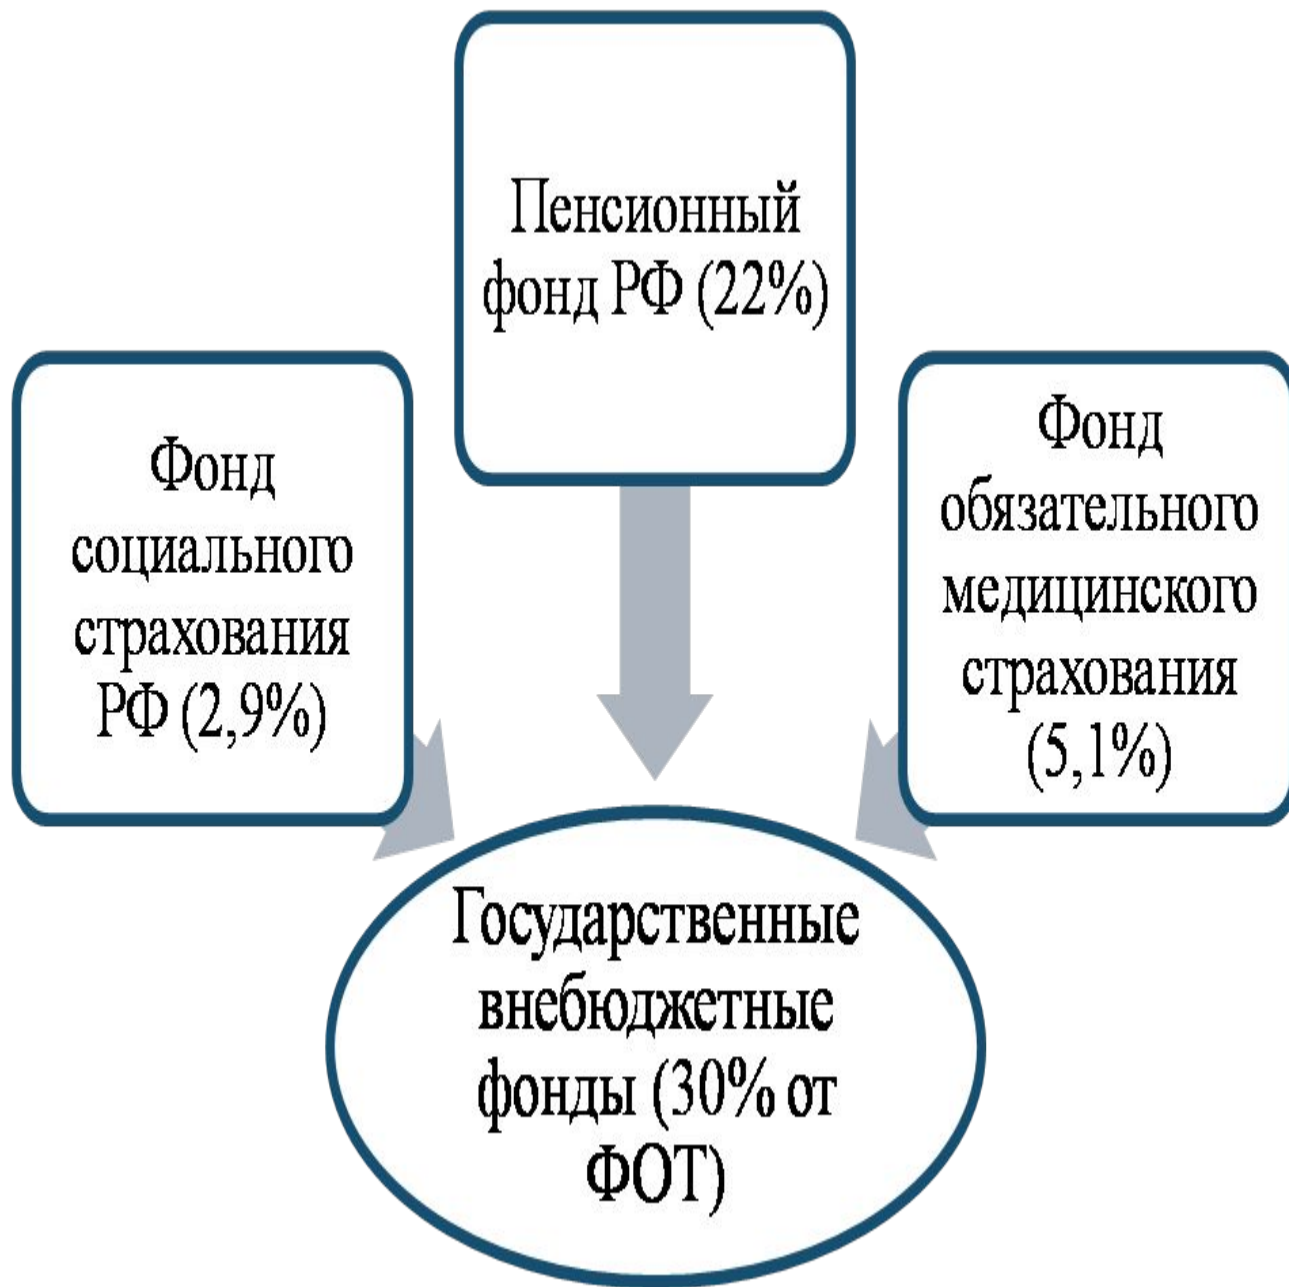 Пенсионный
фонд РФ (22%)
Фонд
социального
страхования
РФ (2,9%)
Фонд
обязательного
медицинского
страхования
(5,1%)
Государственные
внебюджетные
фонды (30% от
ФОТ)